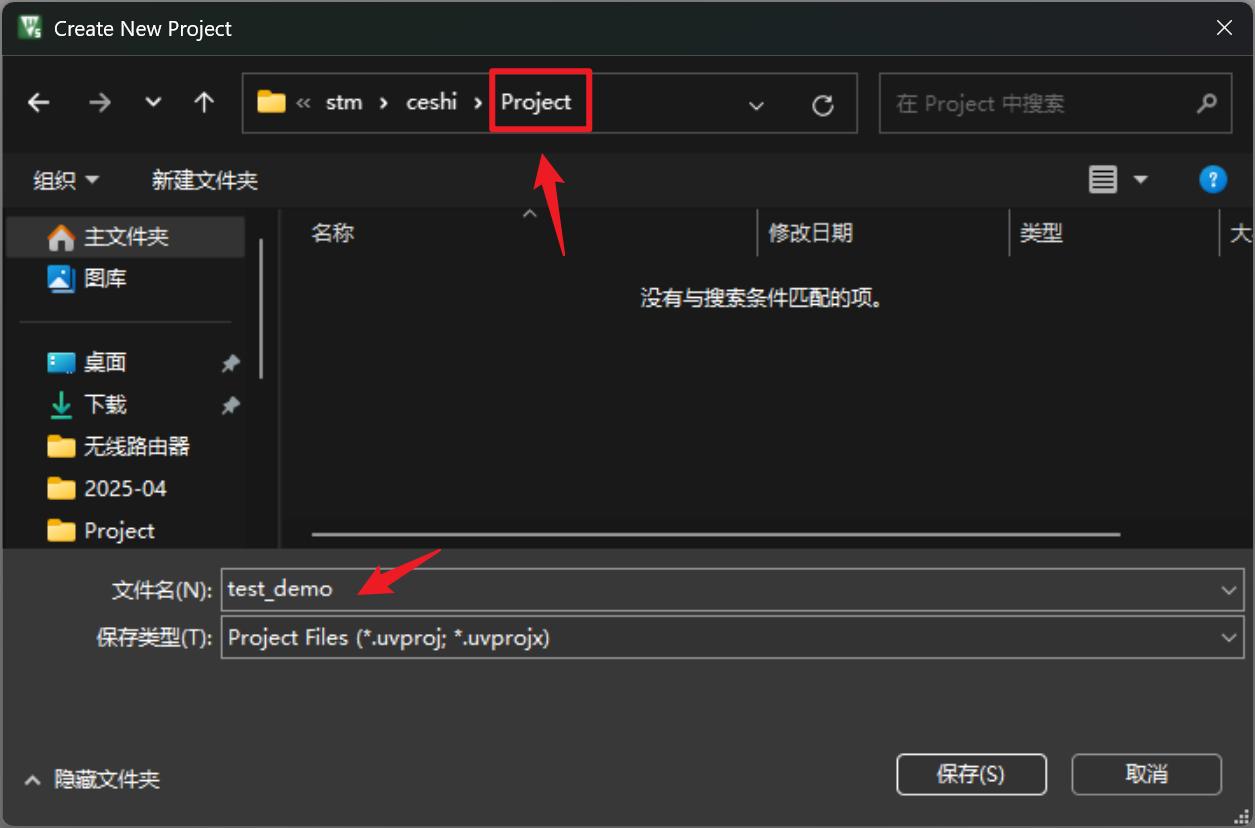 Create New Project
« stm › ceshi › Project
在 Project 中搜索
组织 新建文件夹
主文件夹
图库
桌面
下载
无线路由器
2025-04
Project
名称 修改日期 类型
没有与搜索条件匹配的项。
文件名(N): test_demo
保存类型(T): Project Files (*.uvproj; *.uvprojx)
隐藏文件夹
保存(S) 取消